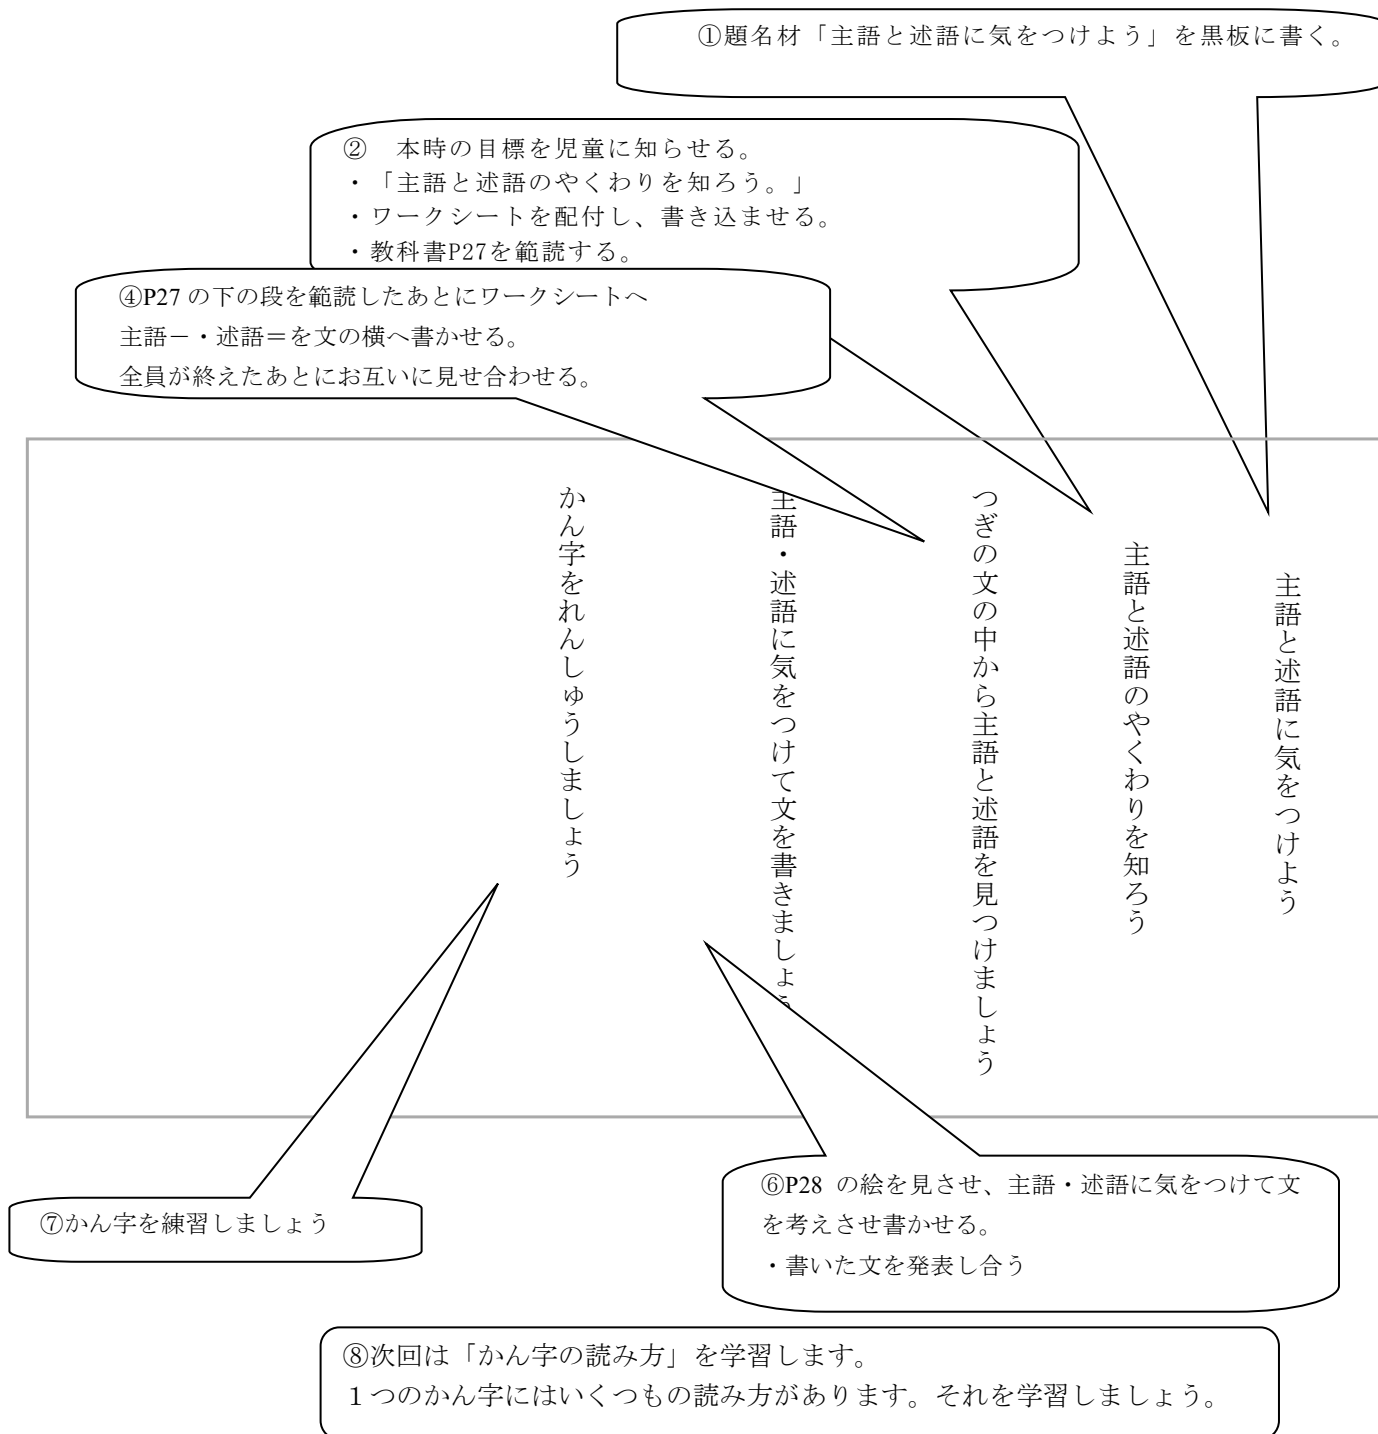 ①題名材「主語と述語に気をつけよう」を黒板に書く。
②　本時の目標を児童に知らせる。
・「主語と述語のやくわりを知ろう。」
・ワークシートを配付し、書き込ませる。
・教科書P27を範読する。
④P27 の下の段を範読したあとにワークシートへ
主語－・述語＝を文の横へ書かせる。
全員が終えたあとにお互いに見せ合わせる。
主語と述語に気をつけよう
主語と述語のやくわりを知ろう
つぎの文の中から主語と述語を見つけましょう
主語・述語に気をつけて文を書きましょう
かん字をれんしゅうしましょう
⑦かん字を練習しましょう
⑥P28 の絵を見させ、主語・述語に気をつけて文
を考えさせ書かせる。
・書いた文を発表し合う
⑧次回は「かん字の読み方」を学習します。
１つのかん字にはいくつもの読み方があります。それを学習しましょう。